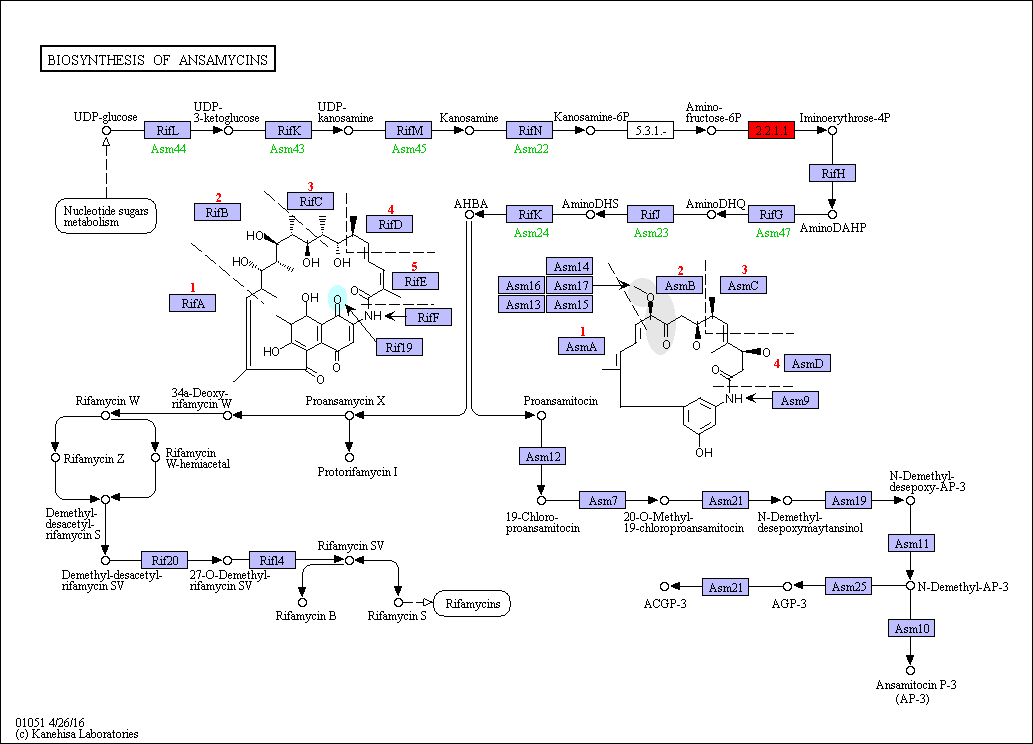 BIOSYNTHESIS OF ANSAMYCINS
UDP-glucose
UDP-
3-ketoglucose
UDP-
kanosamine
Kanosamine
Kanosamine-6P
Amino-
fructose-6P
Iminoerythrose-4P
RifL
RifK
RifM
RifN
5.3.1.-
2.2.1.1
Asm44
Asm43
Asm45
Asm22
RifH
Nucleotide sugars
metabolism
AHBA
RifK
AminoDHS
RifJ
AminoDHQ
RifG
AminoDAHP
Asm24
Asm23
Asm47
1
RifA
2
RifB
3
RifC
4
RifD
5
RifE
RifF
Rif19
HO
HO
OH
OH
OH
O
O
NH
OH
O
HO
O
O
Asm14
Asm16
Asm17
Asm13
Asm15
1
AsmA
2
AsmB
3
AsmC
4
AsmD
Asm9
O
O
O
O
O
NH
OH
Rifamycin W
34a-Deoxy-
rifamycin W
Proansamycin X
Proansamitocin
Rifamycin Z
Rifamycin
W-hemiacetal
Protorifamycin I
Asm12
Demethyl-
desacetyl-
rifamycin S
19-Chloro-
proansamitocin
Asm7
20-O-Methyl-
19-chloroproansamitocin
Asm21
N-Demethyl-
desepoxymaytansinol
Asm19
N-Demethyl-
desepoxy-AP-3
Asm11
Demethyl-desacetyl-
rifamycin SV
Rif20
27-O-Demethyl-
rifamycin SV
Rif14
Rifamycin SV
Rifamycin B
Rifamycin S
Rifamycins
ACGP-3
Asm21
AGP-3
Asm25
N-Demethyl-AP-3
Asm10
Ansamitocin P-3
(AP-3)
01051 4/26/16
(c) Kanehisa Laboratories